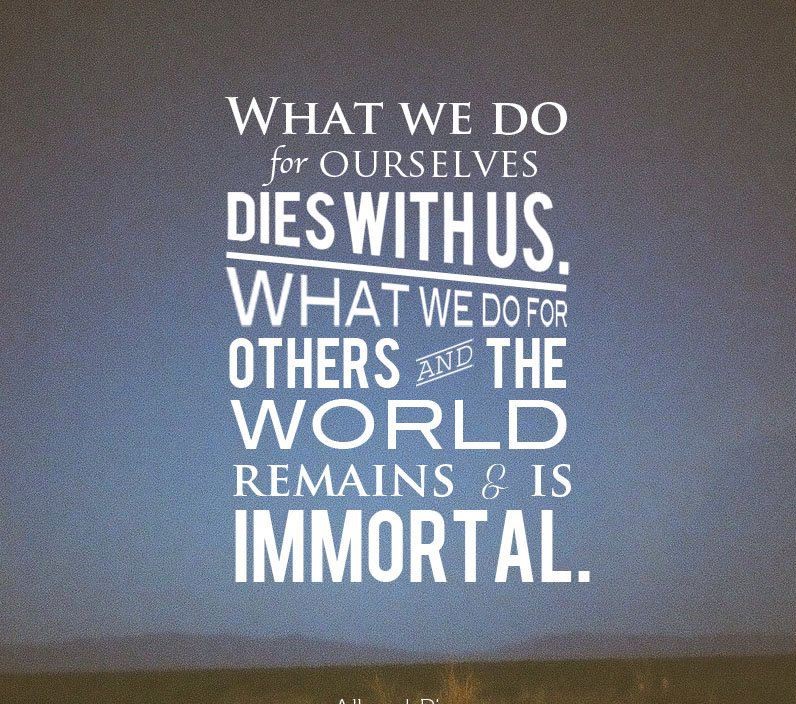 WHAT WE DO
for OURSELVES
DIES WITH US.
WHAT WE DO FOR
OTHERS AND THE
WORLD
REMAINS & IS
IMMORTAL.